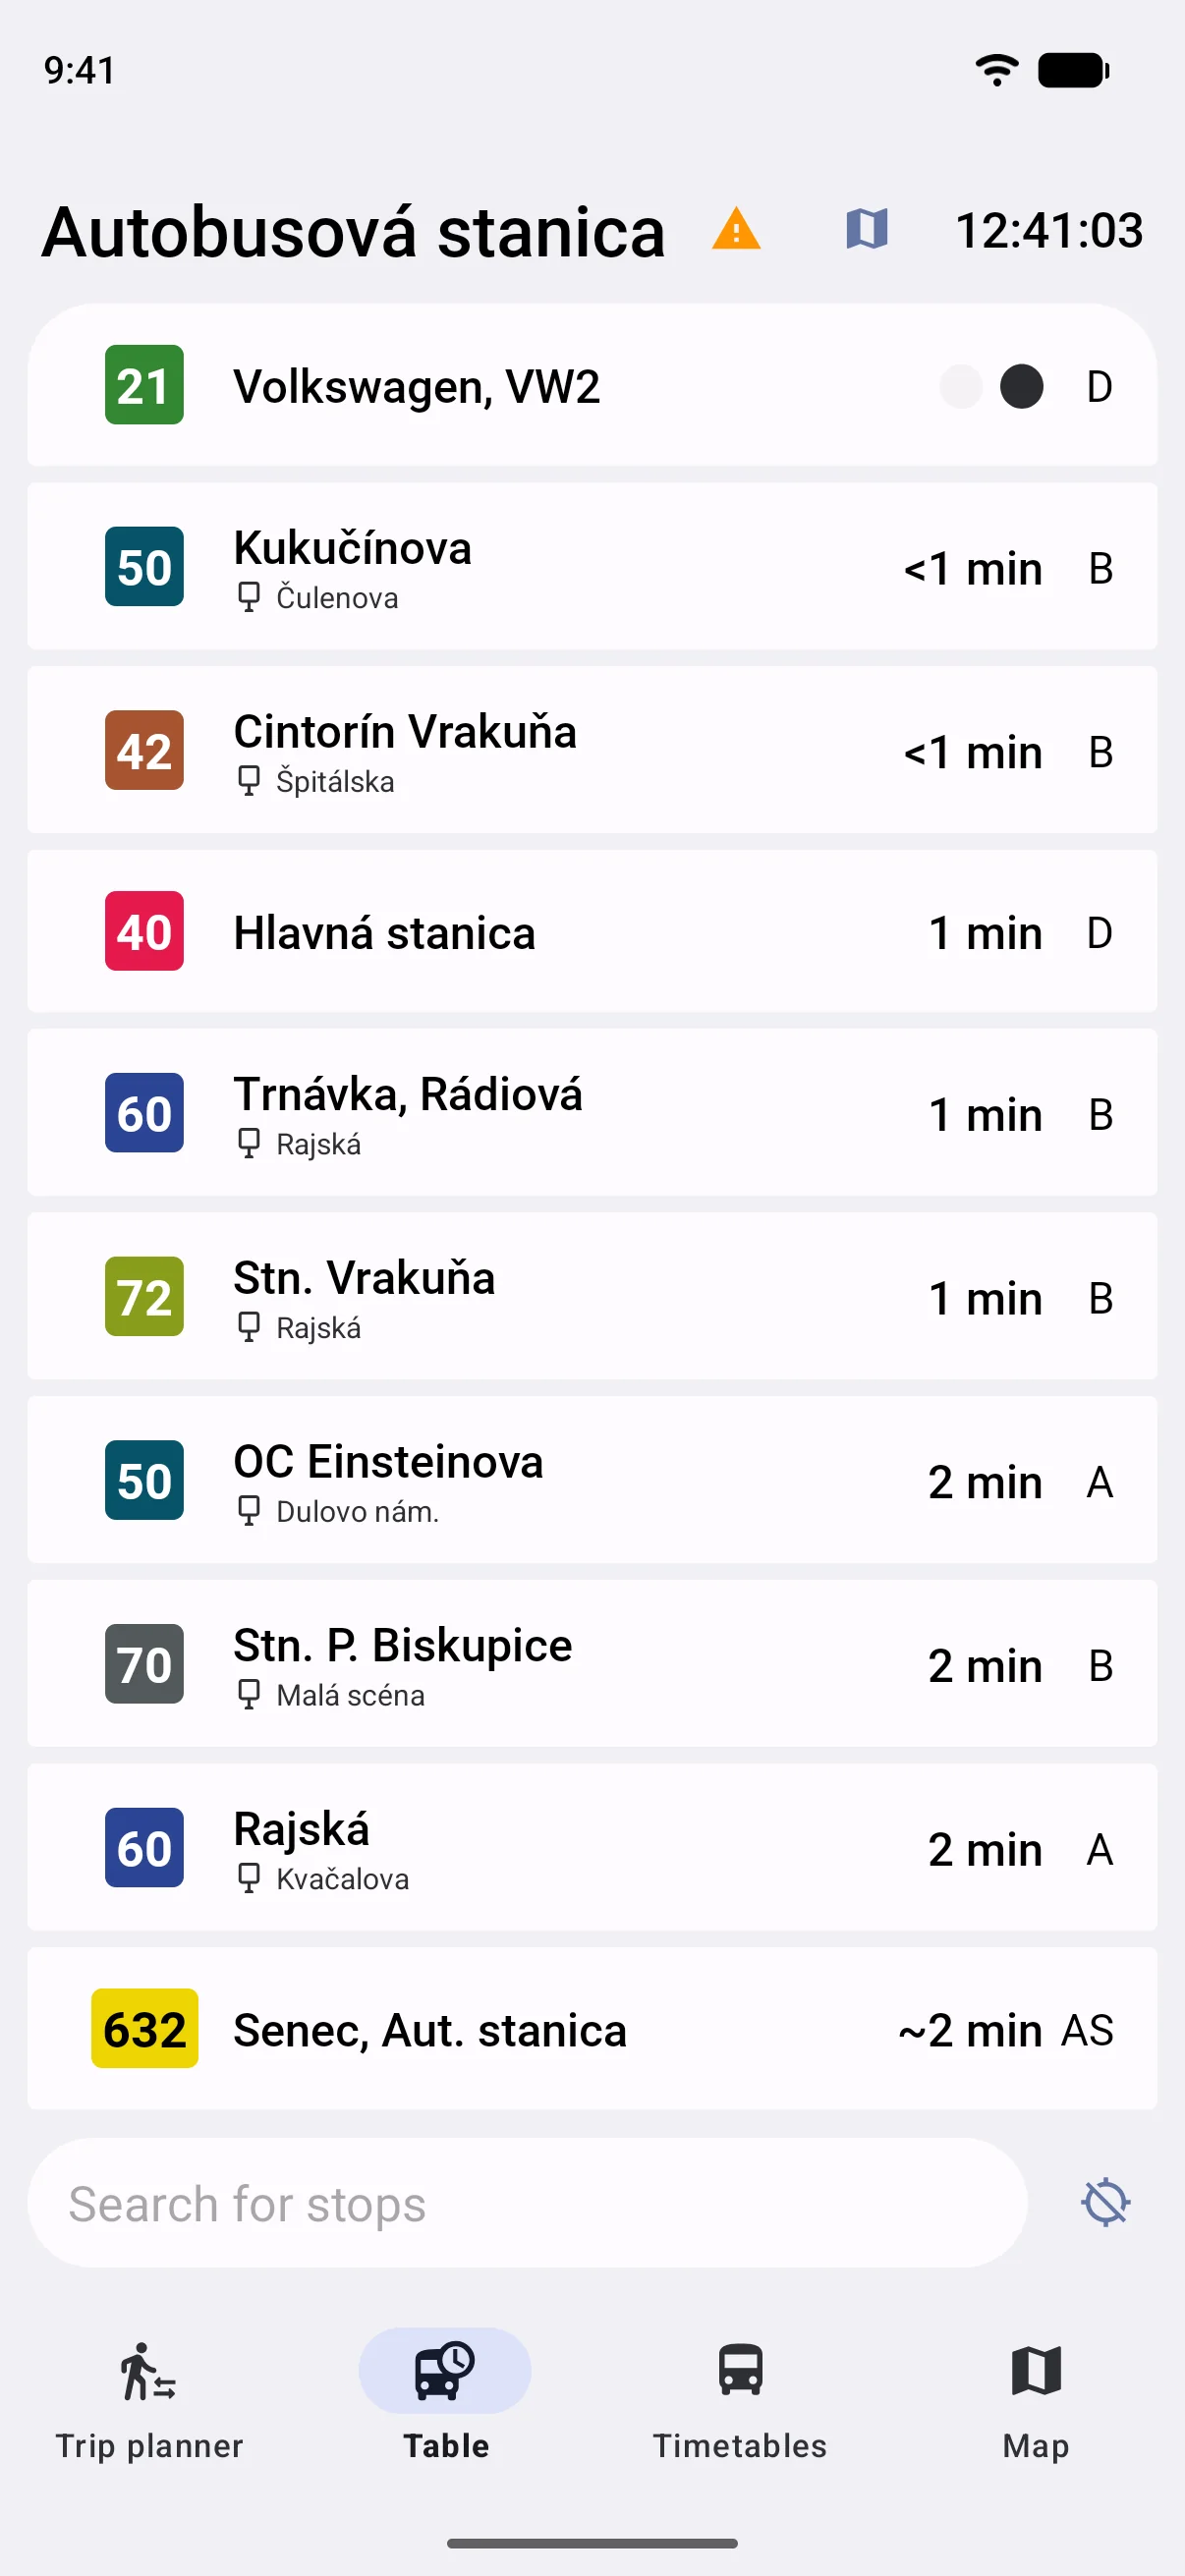 9:41
Autobusová stanica 12:41:03
21 Volkswagen, VW2 D
50 Kukučínova <1 min B
Čulenova
42 Cintorín Vrakuňa <1 min B
Špitálska
40 Hlavná stanica 1 min D
60 Trnávka, Rádiová 1 min B
Rajská
72 Stn. Vrakuňa 1 min B
Rajská
50 OC Einsteinova 2 min A
Dulovo nám.
70 Stn. P. Biskupice 2 min B
Malá scéna
60 Rajská 2 min A
Kvačalova
632 Senec, Aut. stanica ~2 min AS
Search for stops
Trip planner Table Timetables Map